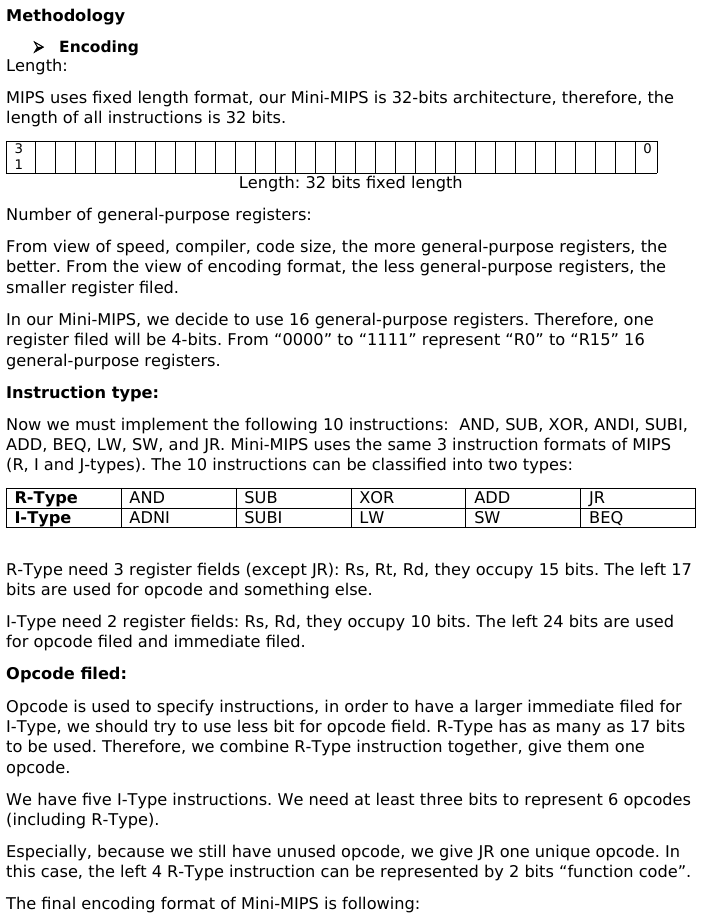 Methodology
➢ Encoding
Length:
MIPS uses fixed length format, our Mini-MIPS is 32-bits architecture, therefore, the
length of all instructions is 32 bits.
3 0
1
Length: 32 bits fixed length
Number of general-purpose registers:
From view of speed, compiler, code size, the more general-purpose registers, the
better. From the view of encoding format, the less general-purpose registers, the
smaller register filed.
In our Mini-MIPS, we decide to use 16 general-purpose registers. Therefore, one
register filed will be 4-bits. From “0000” to “1111” represent “R0” to “R15” 16
general-purpose registers.
Instruction type:
Now we must implement the following 10 instructions:  AND, SUB, XOR, ANDI, SUBI,
ADD, BEQ, LW, SW, and JR. Mini-MIPS uses the same 3 instruction formats of MIPS
(R, I and J-types). The 10 instructions can be classified into two types:
R-Type AND SUB XOR ADD JR
I-Type ADNI SUBI LW SW BEQ
R-Type need 3 register fields (except JR): Rs, Rt, Rd, they occupy 15 bits. The left 17
bits are used for opcode and something else.
I-Type need 2 register fields: Rs, Rd, they occupy 10 bits. The left 24 bits are used
for opcode filed and immediate filed.
Opcode filed:
Opcode is used to specify instructions, in order to have a larger immediate filed for
I-Type, we should try to use less bit for opcode field. R-Type has as many as 17 bits
to be used. Therefore, we combine R-Type instruction together, give them one
opcode.
We have five I-Type instructions. We need at least three bits to represent 6 opcodes
(including R-Type).
Especially, because we still have unused opcode, we give JR one unique opcode. In
this case, the left 4 R-Type instruction can be represented by 2 bits “function code”.
The final encoding format of Mini-MIPS is following: